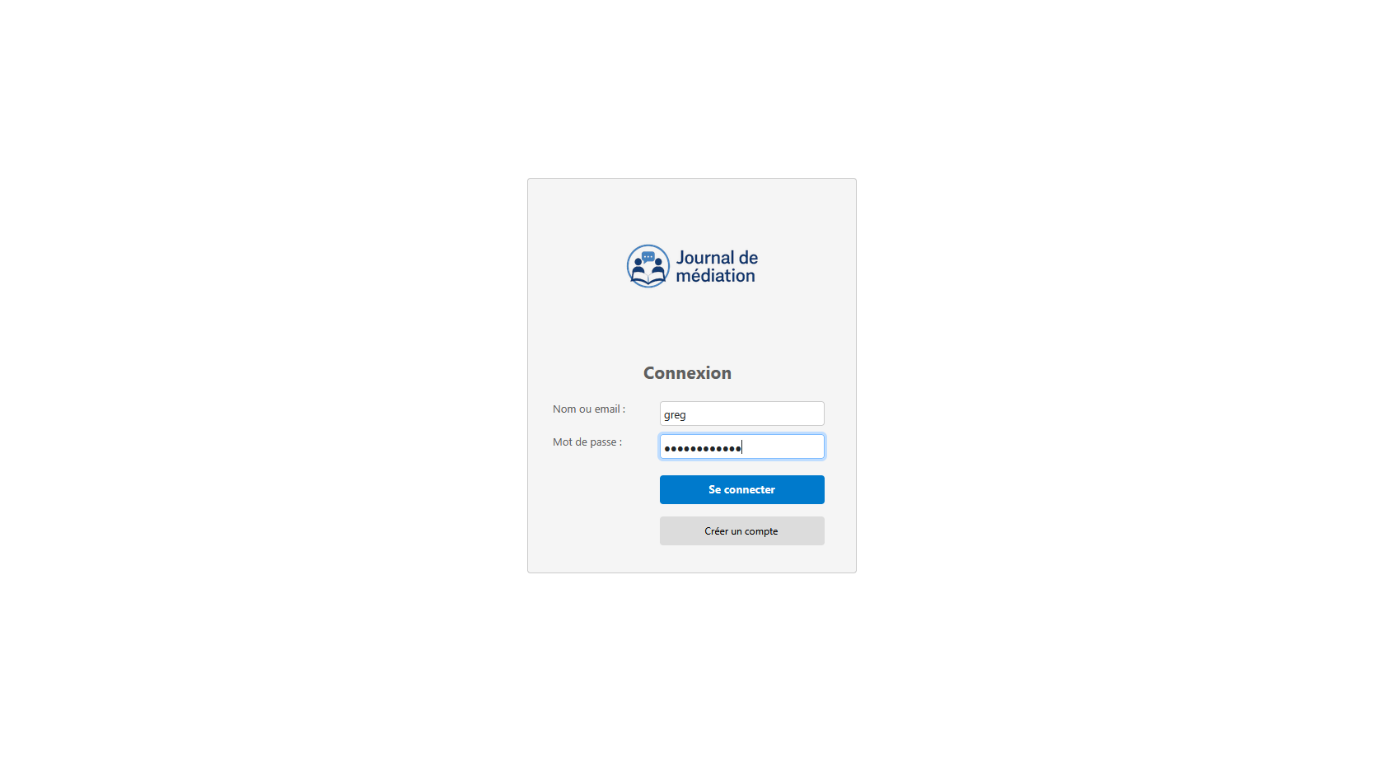 Journal de
médiation
Connexion
Nom ou email :
greg
Mot de passe :
••••••••••••
Se connecter
Créer un compte